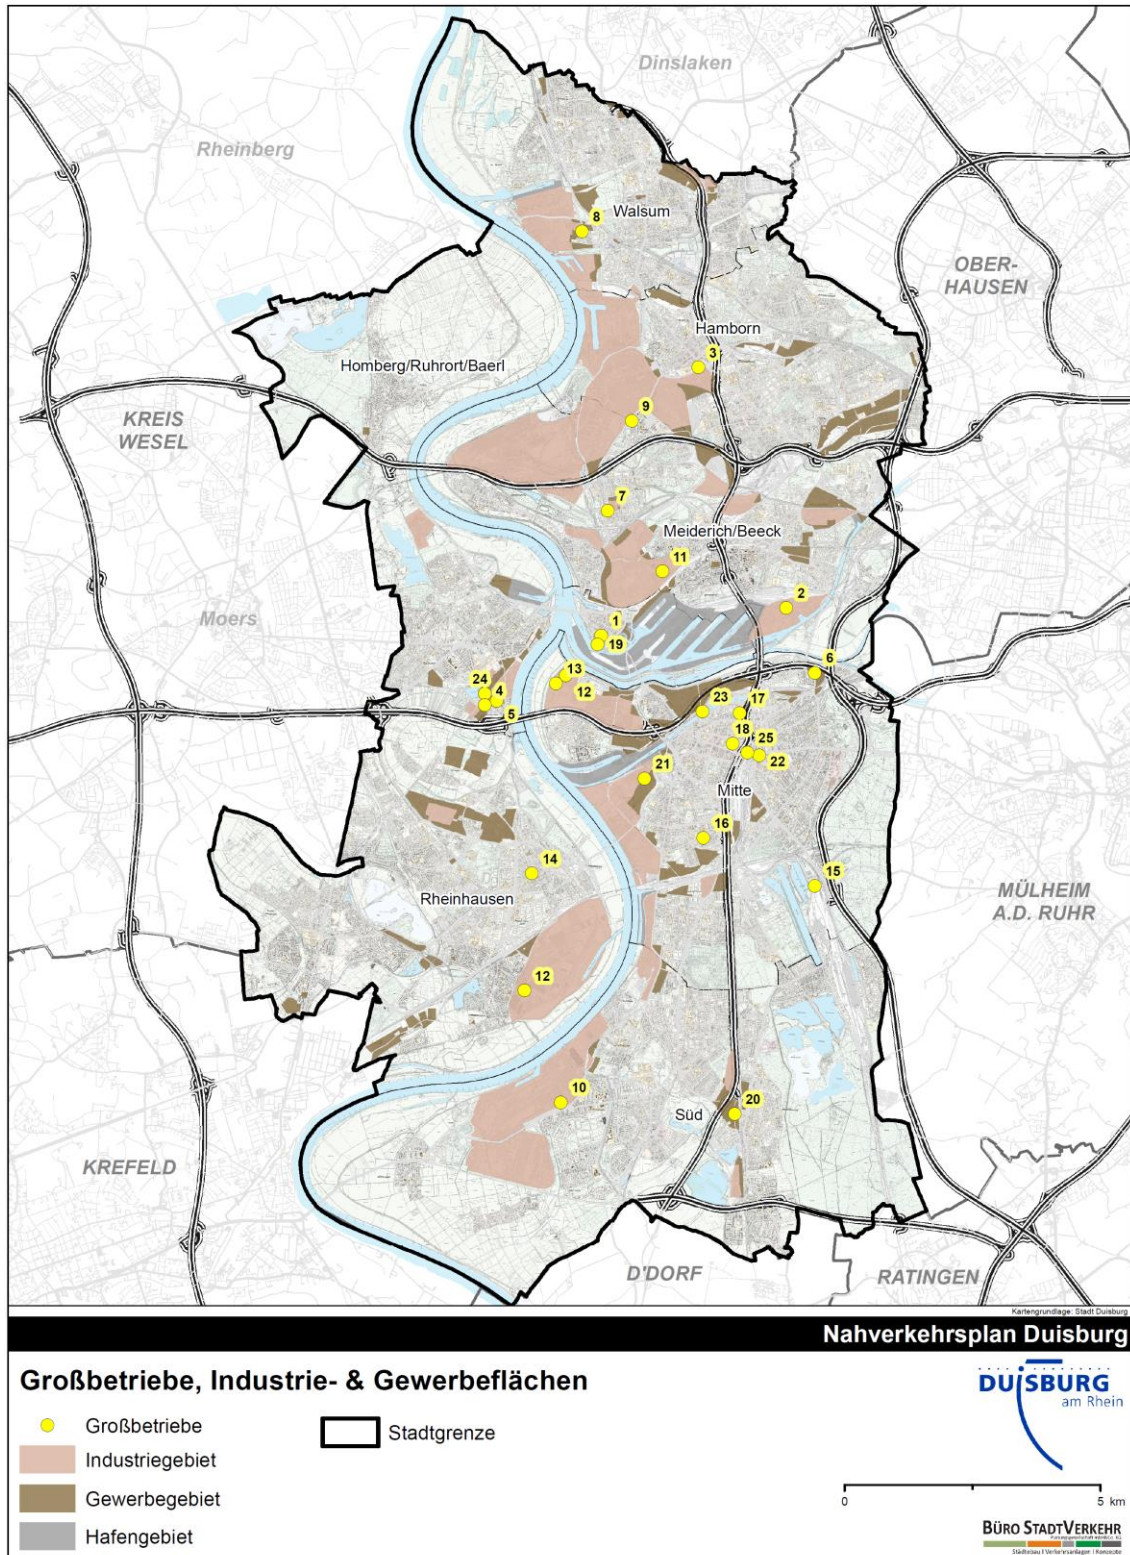 Dinslaken
Rheinberg
8
Walsum
OBER-
HAUSEN
Hamborn
3
Homberg/Ruhrort/Baerl
KREIS
WESEL
9
7
Meiderich/Beeck
11
2
Moers
1
19
6
13
12
24
4
5
23
17
18
25
22
21
Mitte
16
14
15
Rheinhausen
MÜLHEIM
A.D. RUHR
12
10
Süd
20
KREFELD
D'DORF
RATINGEN
Kartengrundlage: Stadt Duisburg
Nahverkehrsplan Duisburg
Großbetriebe, Industrie- & Gewerbeflächen
Großbetriebe
Stadtgrenze
Industriegebiet
Gewerbegebiet
Hafengebiet
DUISBURG
am Rhein
0 5 km
BÜRO STADTVERKEHR
Städtebau I Verkehrsanlagen I Konzepte